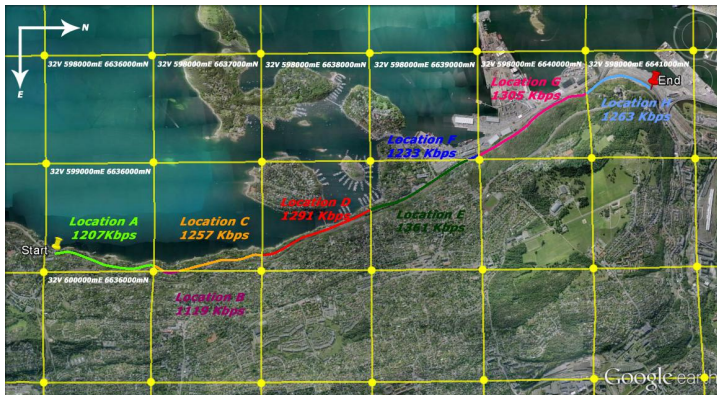 N
E
32V 598000mE 6636000mN
32V 598000mE 6637000mN
32V 598000mE 6638000mN
32V 598000mE 6639000mN
32V 598000mE 6640000mN
32V 598000mE 6641000mN
End
Location G
1305 Kbps
Location H
1263 Kbps
Location F
1233 Kbps
32V 599000mE 6636000mN
Location D
1291 Kbps
Location E
1361 Kbps
Location A
1207Kbps
Location C
1257 Kbps
Start
32V 600000mE 6636000mN
Location B
1119 Kbps
Google earth